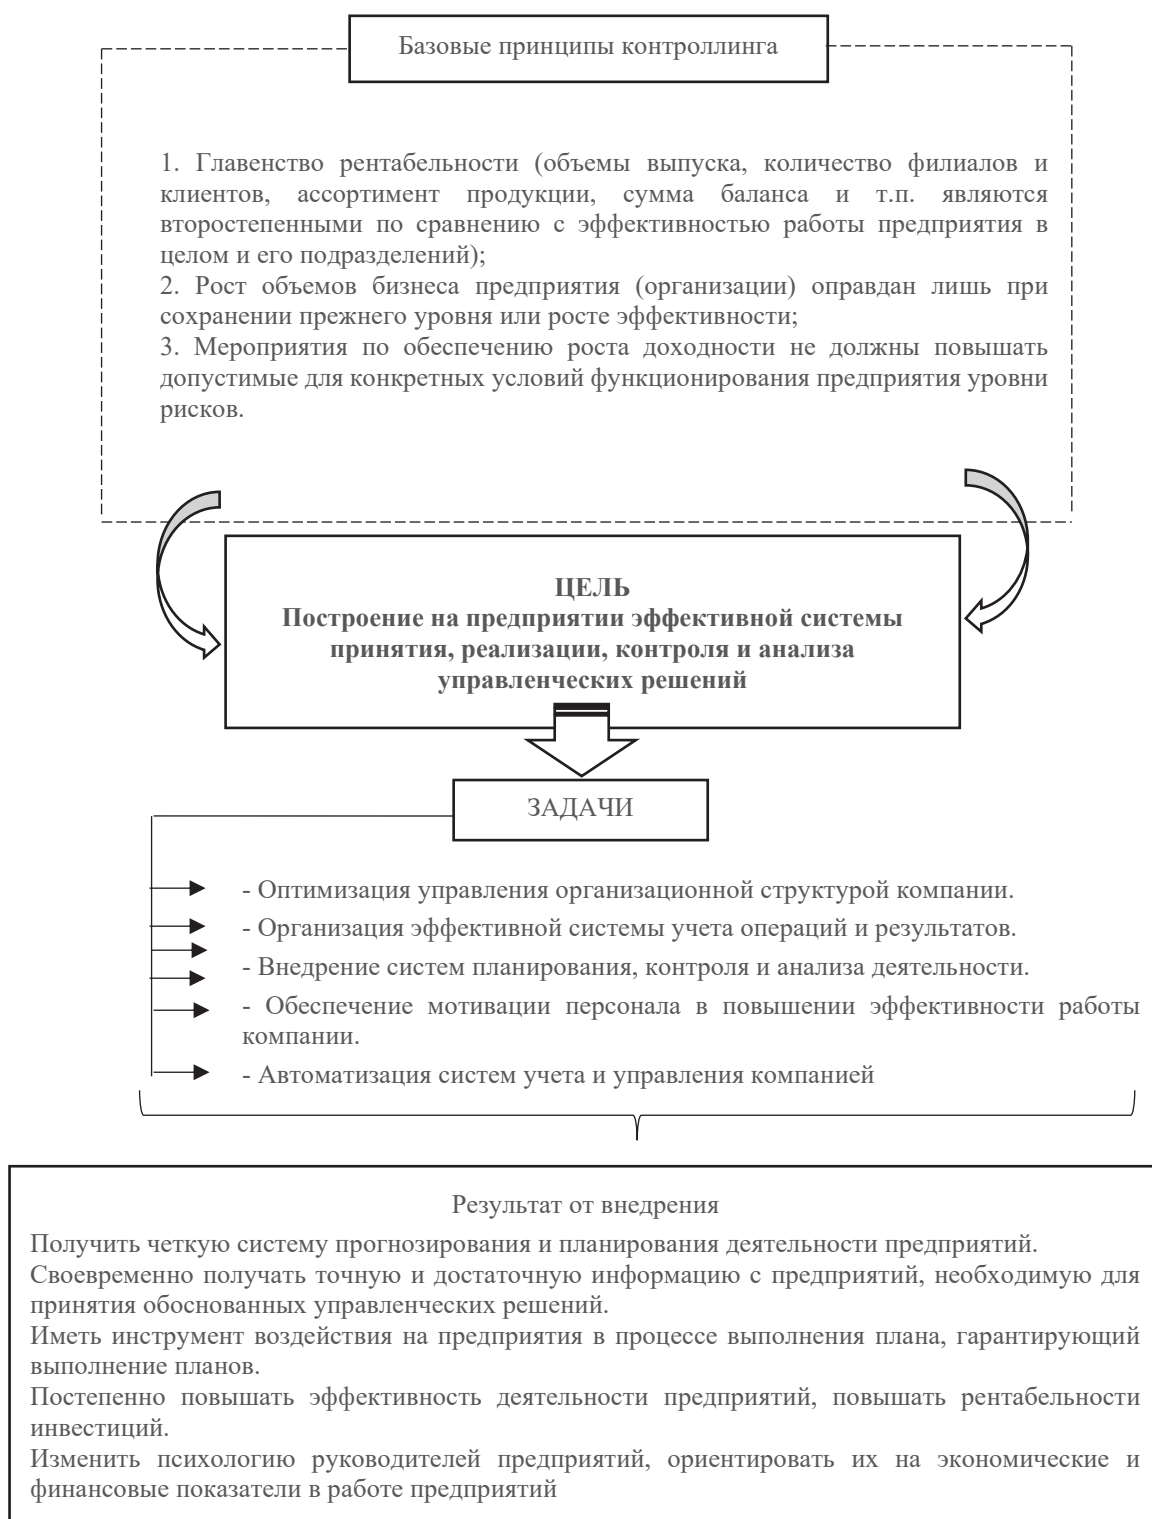 Базовые принципы контроллинга
1. Главенство рентабельности (объемы выпуска, количество филиалов и
клиентов, ассортимент продукции, сумма баланса и т.п. являются
второстепенными по сравнению с эффективностью работы предприятия в
целом и его подразделений);
2. Рост объемов бизнеса предприятия (организации) оправдан лишь при
сохранении прежнего уровня или росте эффективности;
3. Мероприятия по обеспечению роста доходности не должны повышать
допустимые для конкретных условий функционирования предприятия уровни
рисков.
ЦЕЛЬ
Построение на предприятии эффективной системы
принятия, реализации, контроля и анализа
управленческих решений
ЗАДАЧИ
- Оптимизация управления организационной структурой компании.
- Организация эффективной системы учета операций и результатов.
- Внедрение систем планирования, контроля и анализа деятельности.
- Обеспечение мотивации персонала в повышении эффективности работы
компании.
- Автоматизация систем учета и управления компанией
Результат от внедрения
Получить четкую систему прогнозирования и планирования деятельности предприятий.
Своевременно получать точную и достаточную информацию с предприятий, необходимую для
принятия обоснованных управленческих решений.
Иметь инструмент воздействия на предприятия в процессе выполнения плана, гарантирующий
выполнение планов.
Постепенно повышать эффективность деятельности предприятий, повышать рентабельности
инвестиций.
Изменить психологию руководителей предприятий, ориентировать их на экономические и
финансовые показатели в работе предприятий